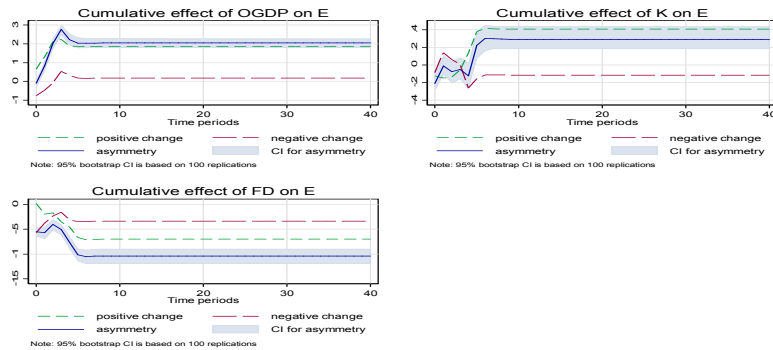 Cumulative effect of OGDP on E
3
2
1
0
-1
0 10 20 30 40
Time periods
positive change negative change
asymmetry CI for asymmetry
Note: 95% bootstrap CI is based on 100 replications
Cumulative effect of K on E
.4
.2
0
-.2
-.4
0 10 20 30 40
Time periods
positive change negative change
asymmetry CI for asymmetry
Note: 95% bootstrap CI is based on 100 replications
Cumulative effect of FD on E
0
-.5
-1
-1.5
0 10 20 30 40
Time periods
positive change negative change
asymmetry CI for asymmetry
Note: 95% bootstrap CI is based on 100 replications